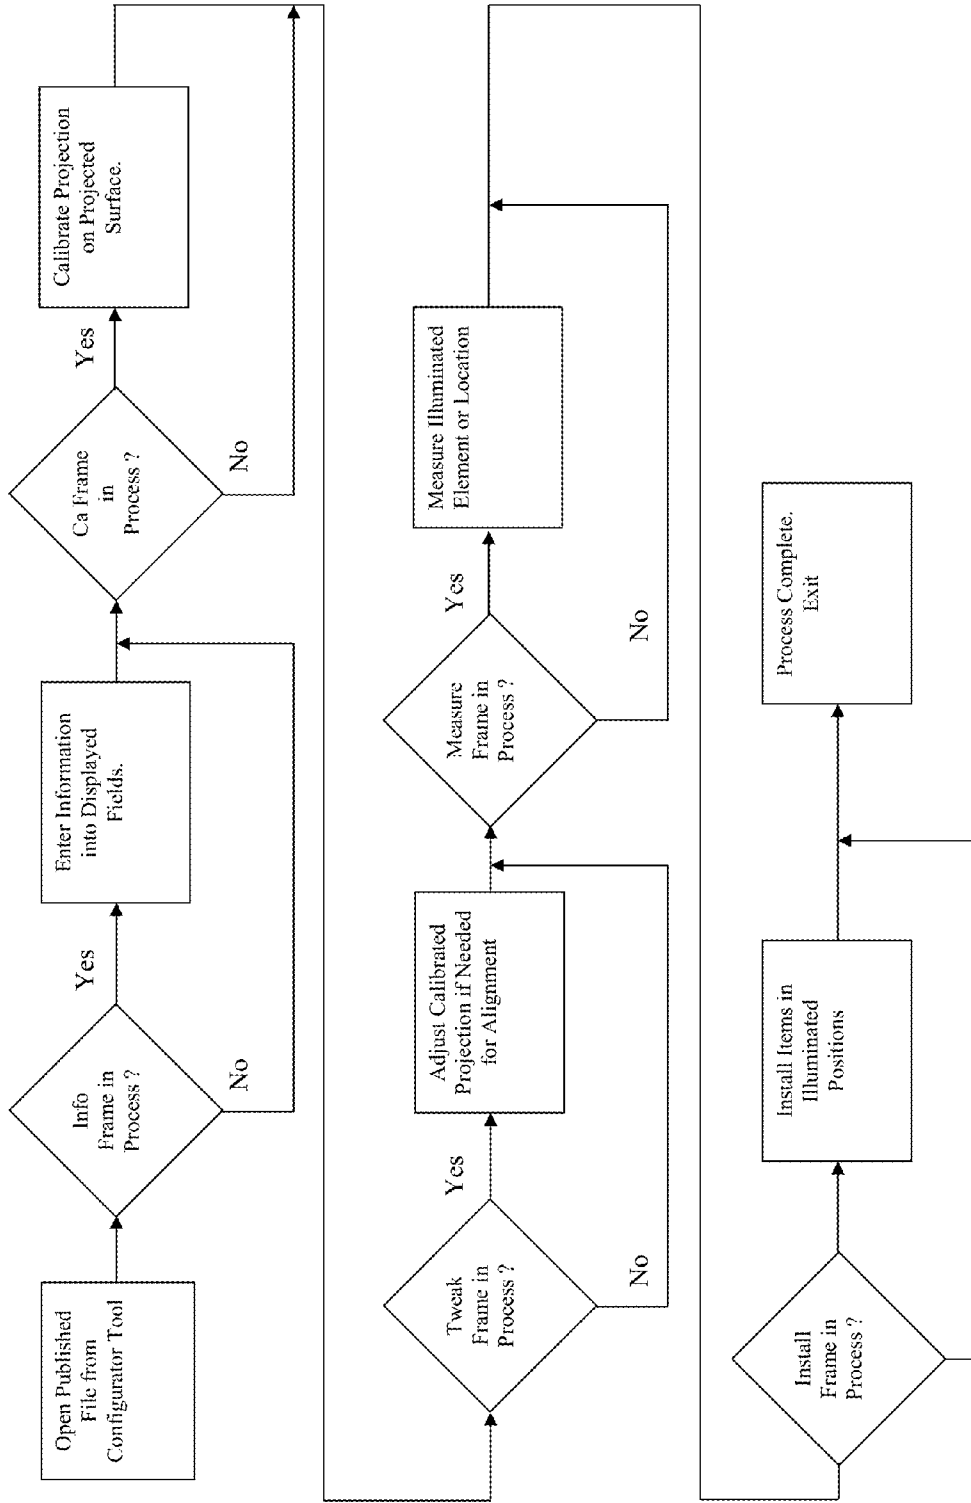 Open Published
File from
Configurator Tool
Info
Frame in
Process ?
Yes
No
Enter Information
into Displayed
Fields.
Ca Frame
in
Process ?
Yes
No
Calibrate Projection
on Projected
Surface.
Tweak
Frame in
Process ?
Yes
No
Adjust Calibrated
Projection if Needed
for Alignment
Measure
Frame in
Process ?
Yes
No
Measure Illuminated
Element or Location
Install
Frame in
Process ?
Install Items in
Illuminated
Positions
Process Complete.
Exit